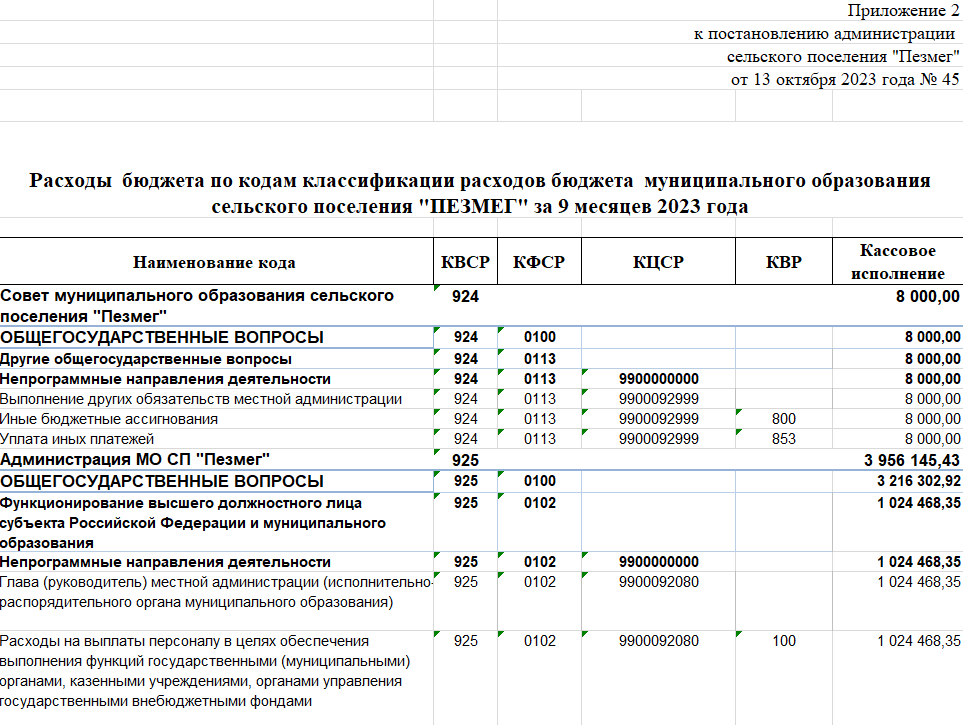 Приложение 2
к постановлению администрации
сельского поселения "Пезмег"
от 13 октября 2023 года № 45
Расходы бюджета по кодам классификации расходов бюджета муниципального образования
сельского поселения "ПЕЗМЕГ" за 9 месяцев 2023 года
Наименование кода КВСР КФСР КЦСР КВР Кассовое
исполнение
Совет муниципального образования сельского 924 8 000,00
поселения "Пезмег"
ОБЩЕГОСУДАРСТВЕННЫЕ ВОПРОСЫ 924 0100 8 000,00
Другие общегосударственные вопросы 924 0113 8 000,00
Непрограммные направления деятельности 924 0113 9900000000 8 000,00
Выполнение других обязательств местной администрации 924 0113 9900092999 8 000,00
Иные бюджетные ассигнования 924 0113 9900092999 800 8 000,00
Уплата иных платежей 924 0113 9900092999 853 8 000,00
Администрация МО СП "Пезмег" 925 3 956 145,43
ОБЩЕГОСУДАРСТВЕННЫЕ ВОПРОСЫ 925 0100 3 216 302,92
Функционирование высшего должностного лица 925 0102 1 024 468,35
субъекта Российской Федерации и муниципального
образования
Непрограммные направления деятельности 925 0102 9900000000 1 024 468,35
Глава (руководитель) местной администрации (исполнительно- 925 0102 9900092080 1 024 468,35
распорядительного органа муниципального образования)
Расходы на выплаты персоналу в целях обеспечения 925 0102 9900092080 100 1 024 468,35
выполнения функций государственными (муниципальными)
органами, казенными учреждениями, органами управления
государственными внебюджетными фондами